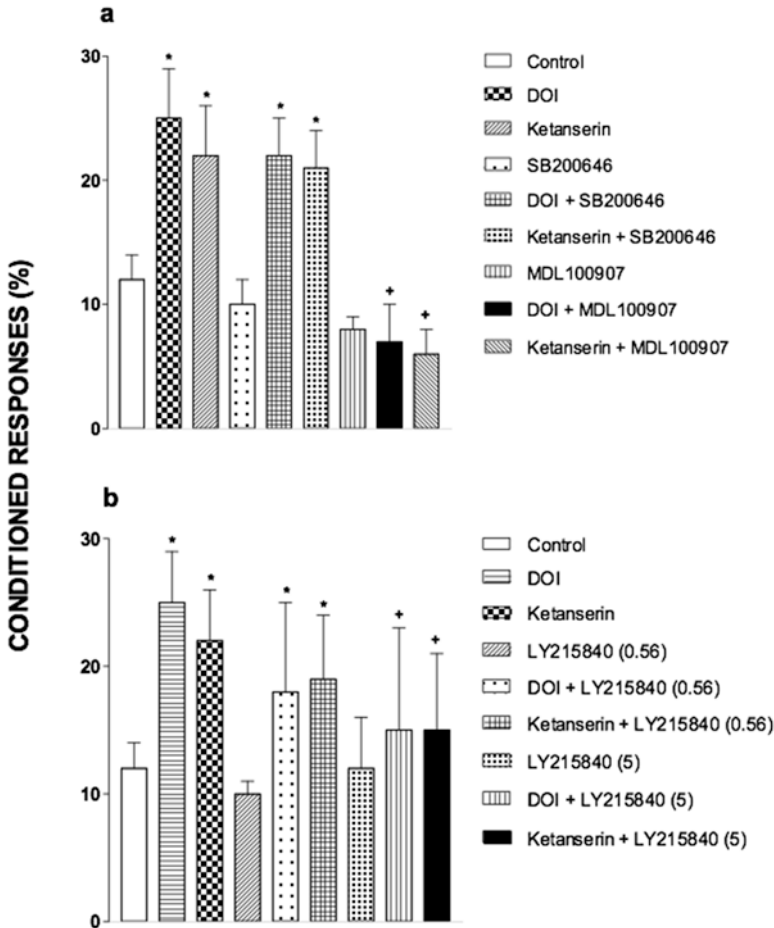 a
CONDITIONED RESPONSES (%)
30
20
10
0
*
*
*
*
+
+
Control
DOI
Ketanserin
SB200646
DOI + SB200646
Ketanserin + SB200646
MDL100907
DOI + MDL100907
Ketanserin + MDL100907
b
30
20
10
0
*
*
*
*
+
+
Control
DOI
Ketanserin
LY215840 (0.56)
DOI + LY215840 (0.56)
Ketanserin + LY215840 (0.56)
LY215840 (5)
DOI + LY215840 (5)
Ketanserin + LY215840 (5)